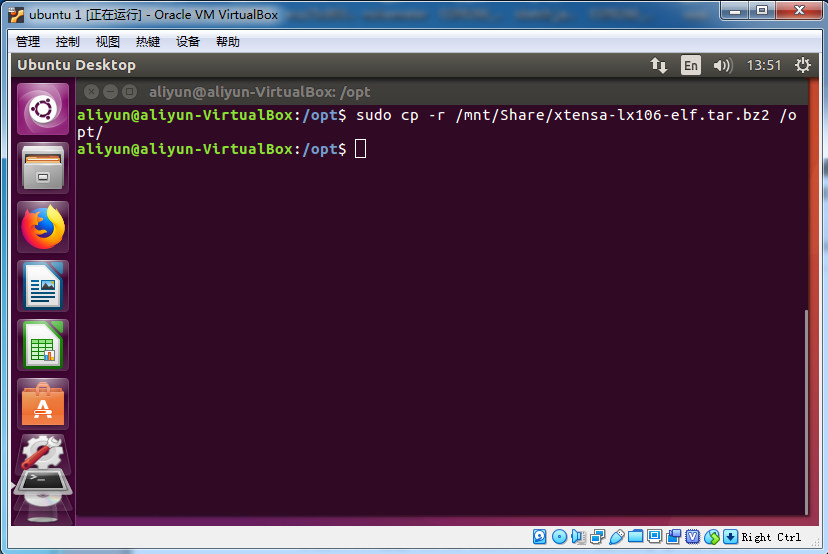 ubuntu 1 [正在运行] - Oracle VM VirtualBox
管理 控制 视图 热键 设备 帮助
Ubuntu Desktop En 13:51
aliyun@aliyun-VirtualBox: /opt
aliyun@aliyun-VirtualBox:/opt$ sudo cp -r /mnt/Share/xtensa-lx106-elf.tar.bz2 /o
pt/
aliyun@aliyun-VirtualBox:/opt$
Right Ctrl